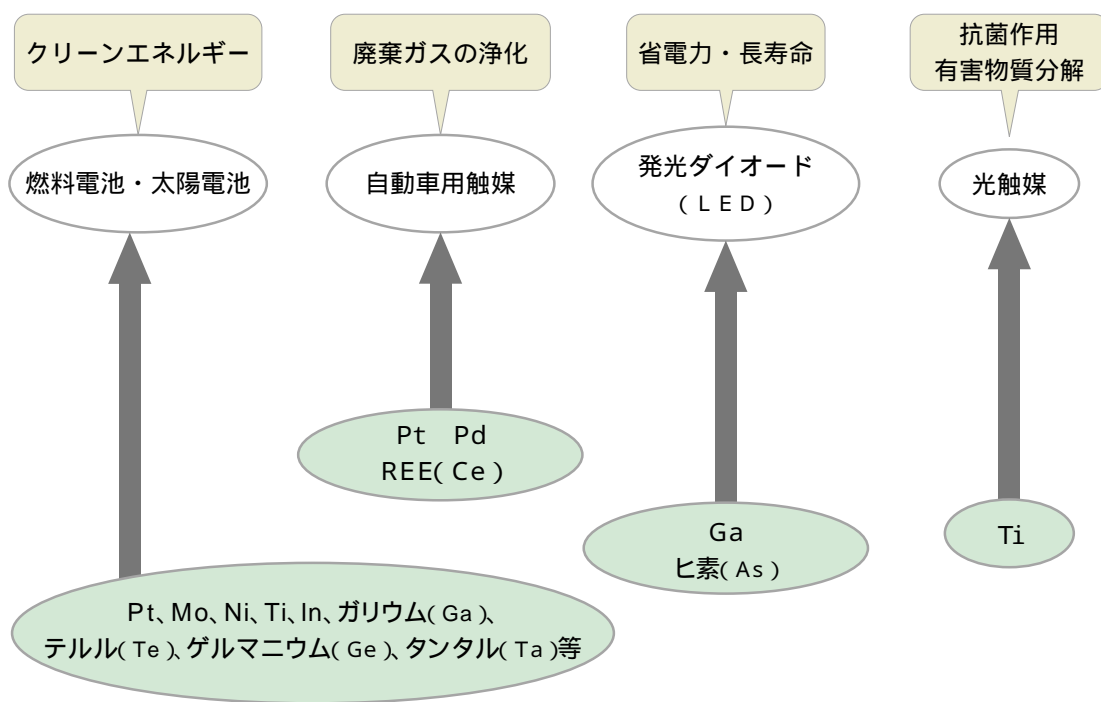 クリーンエネルギー
廃棄ガスの浄化
省電力・長寿命
抗菌作用
有害物質分解
燃料電池・太陽電池
自動車用触媒
発光ダイオード
(LED)
光触媒
Pt Pd
REE(Ce)
Ga
ヒ素(As)
Ti
Pt、Mo、Ni、Ti、In、ガリウム(Ga)、
テルル(Te)、ゲルマニウム(Ge)、タンタル(Ta)等